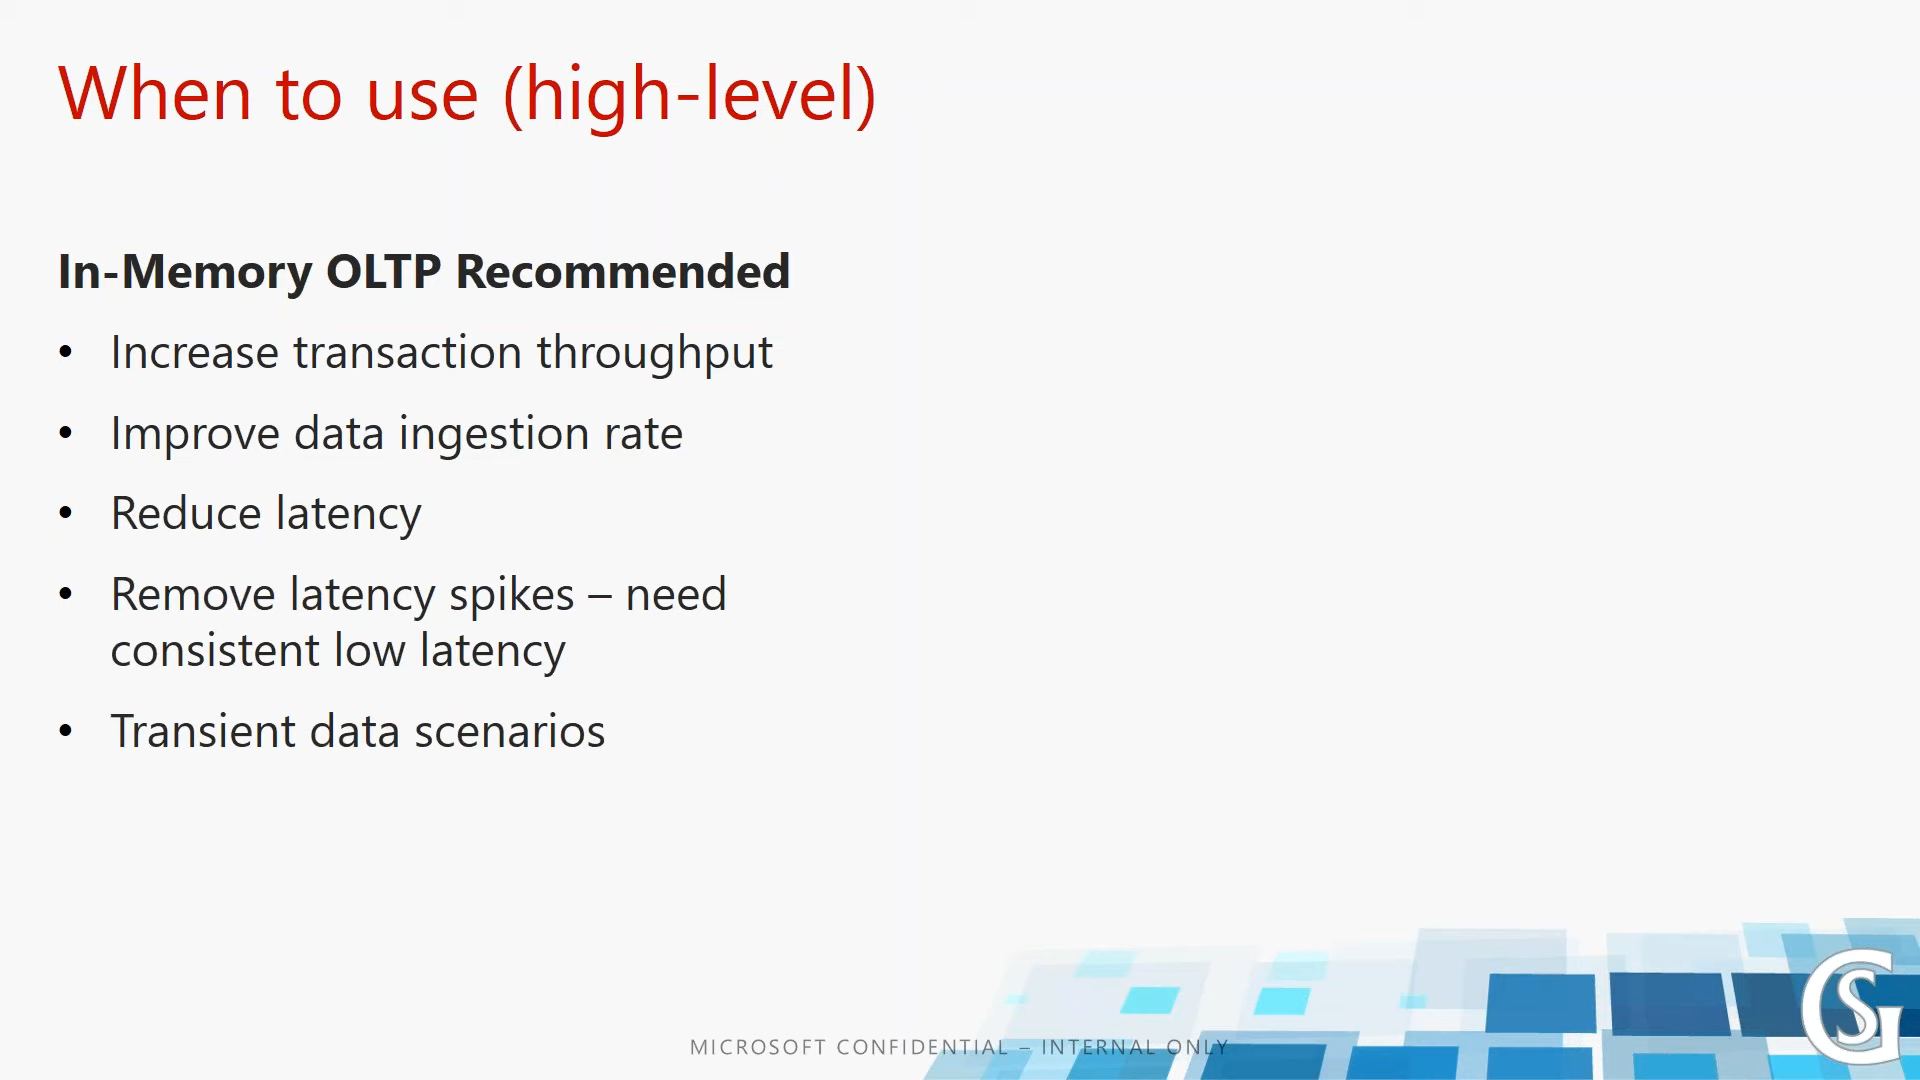 When to use (high-level)
In-Memory OLTP Recommended
• Increase transaction throughput
• Improve data ingestion rate
• Reduce latency
• Remove latency spikes – need
consistent low latency
• Transient data scenarios
MICROSOFT CONFIDENTIAL – INTERNAL ONLY
GS